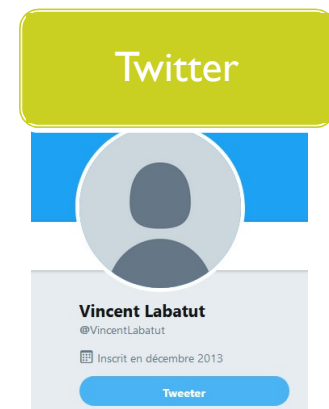 Twitter
Vincent Labatut
@VincentLabatut
Inscrit en décembre 2013
Tweeter